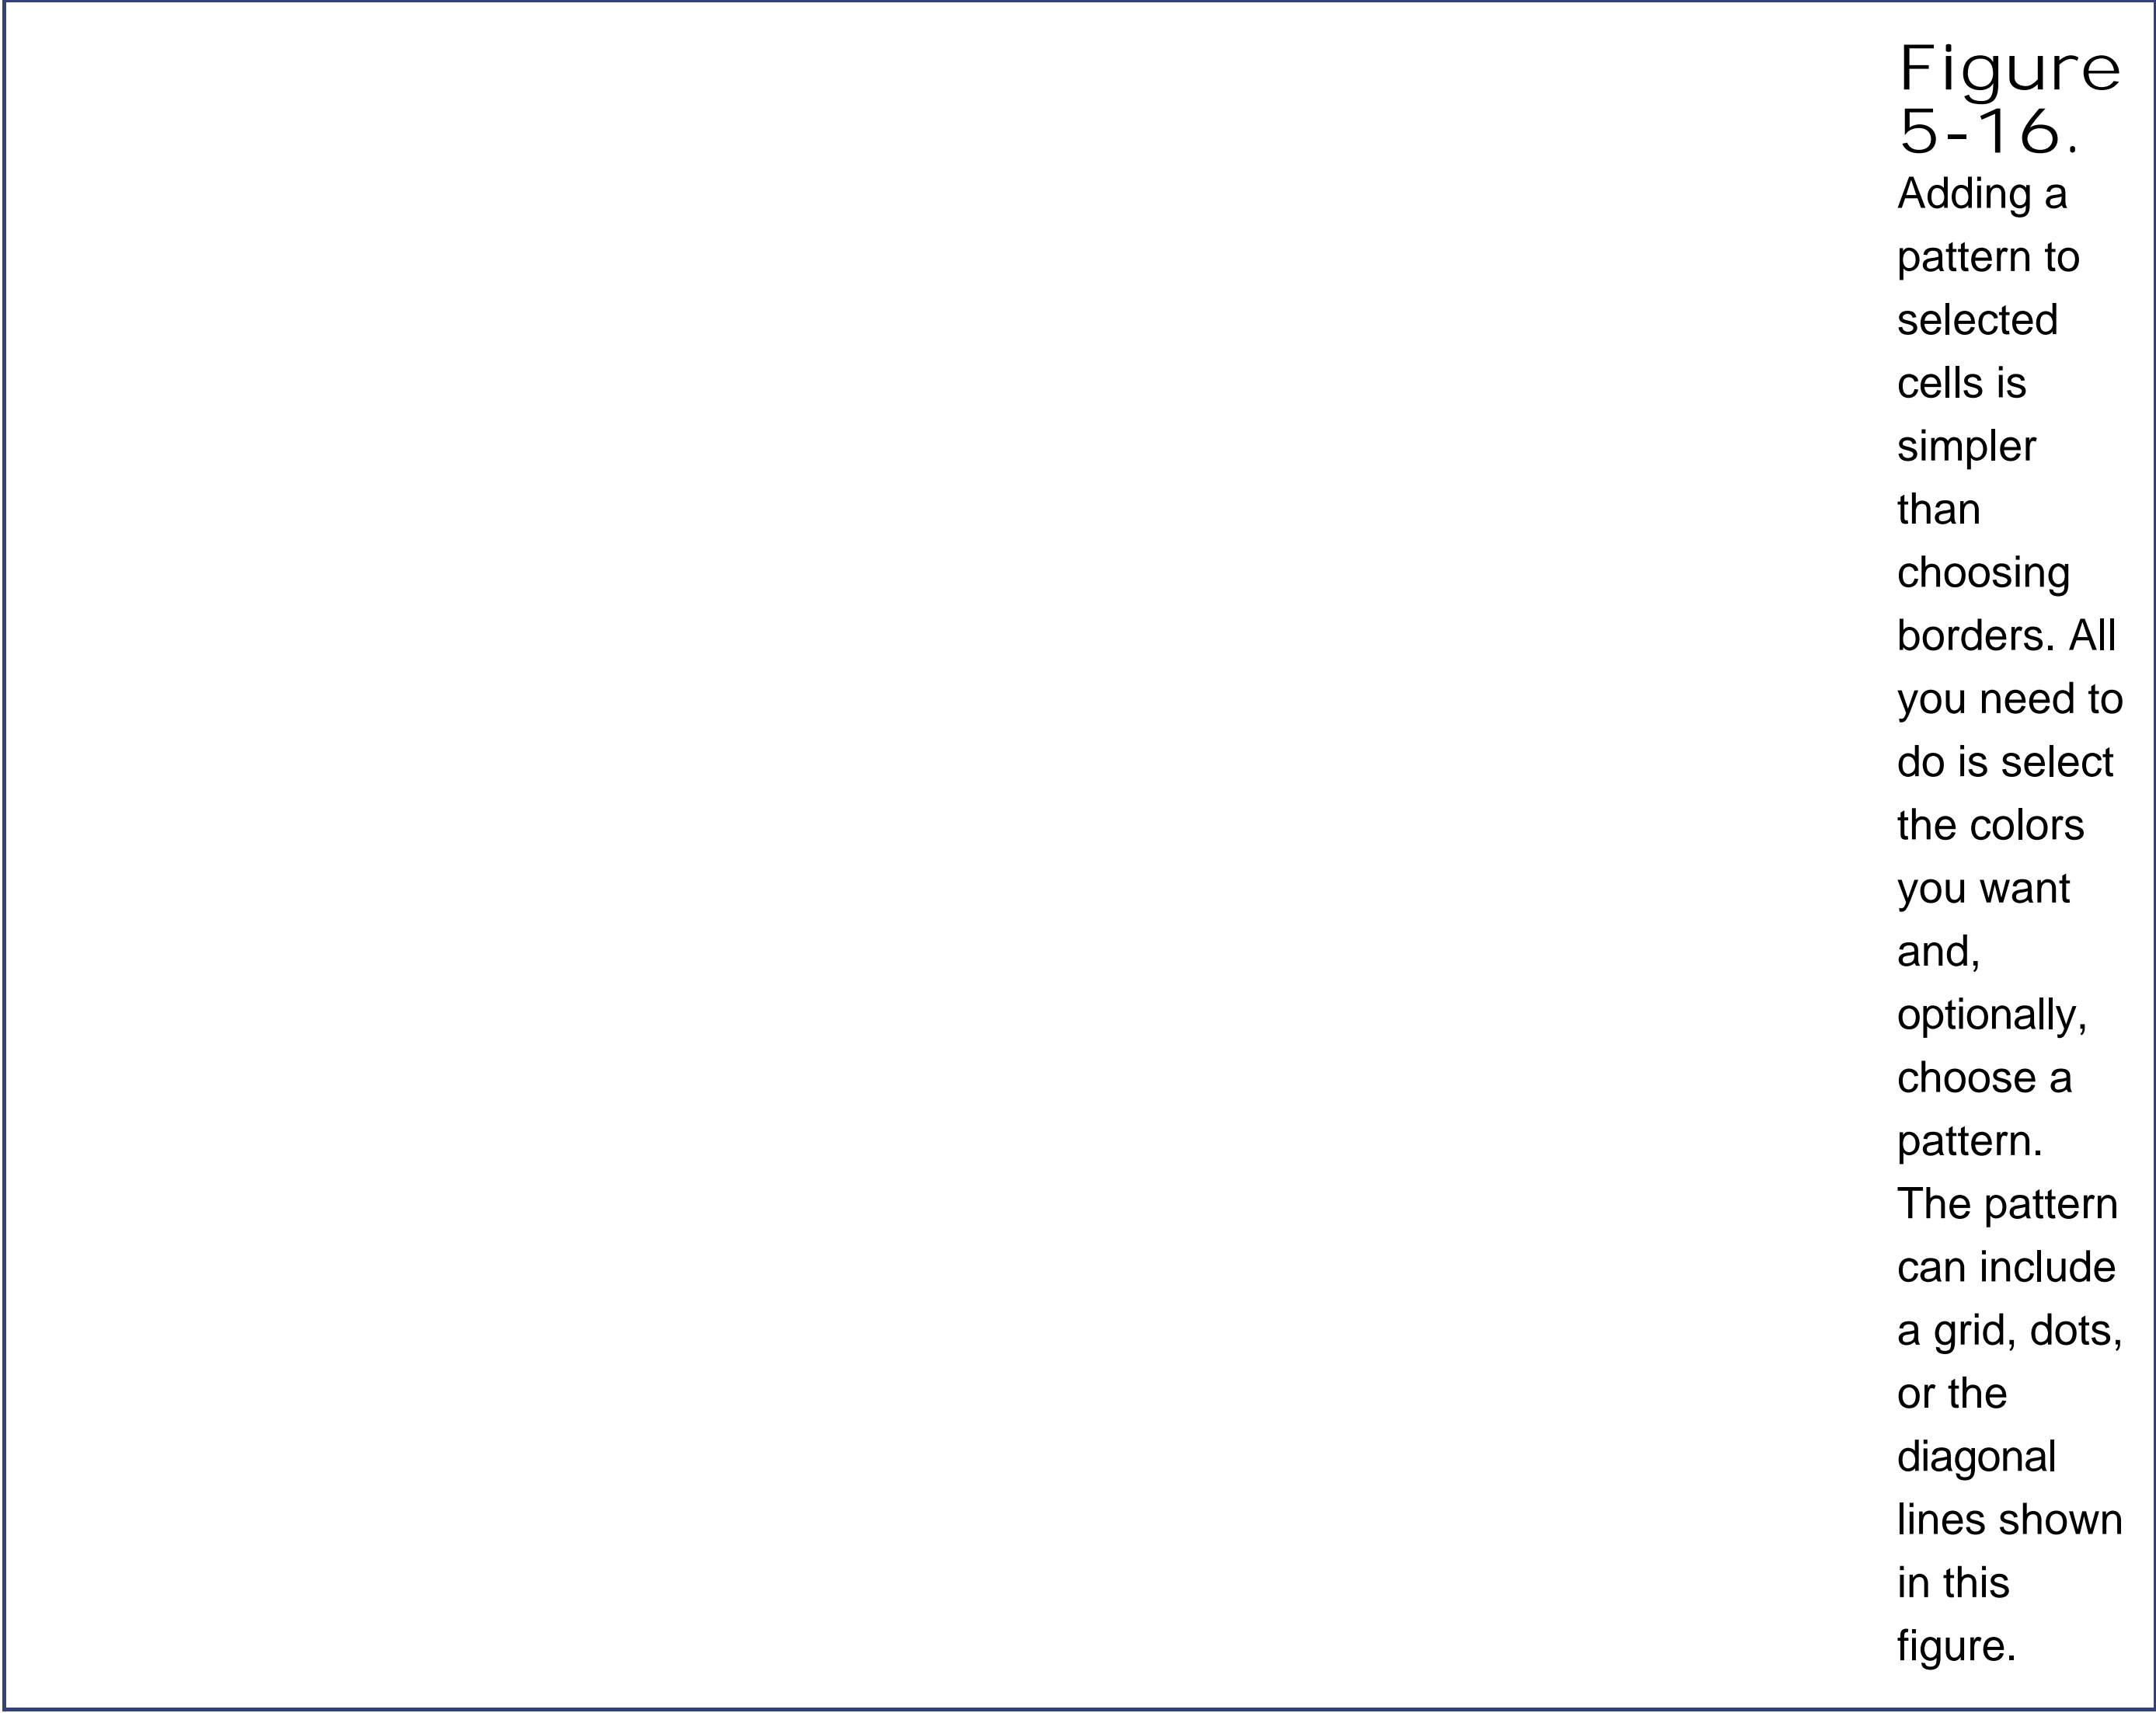 Figure
5-16.
Adding a
pattern to
selected
cells is
simpler
than
choosing
borders. All
you need to
do is select
the colors
you want
and,
optionally,
choose a
pattern.
The pattern
can include
a grid, dots,
or the
diagonal
lines shown
in this
figure.